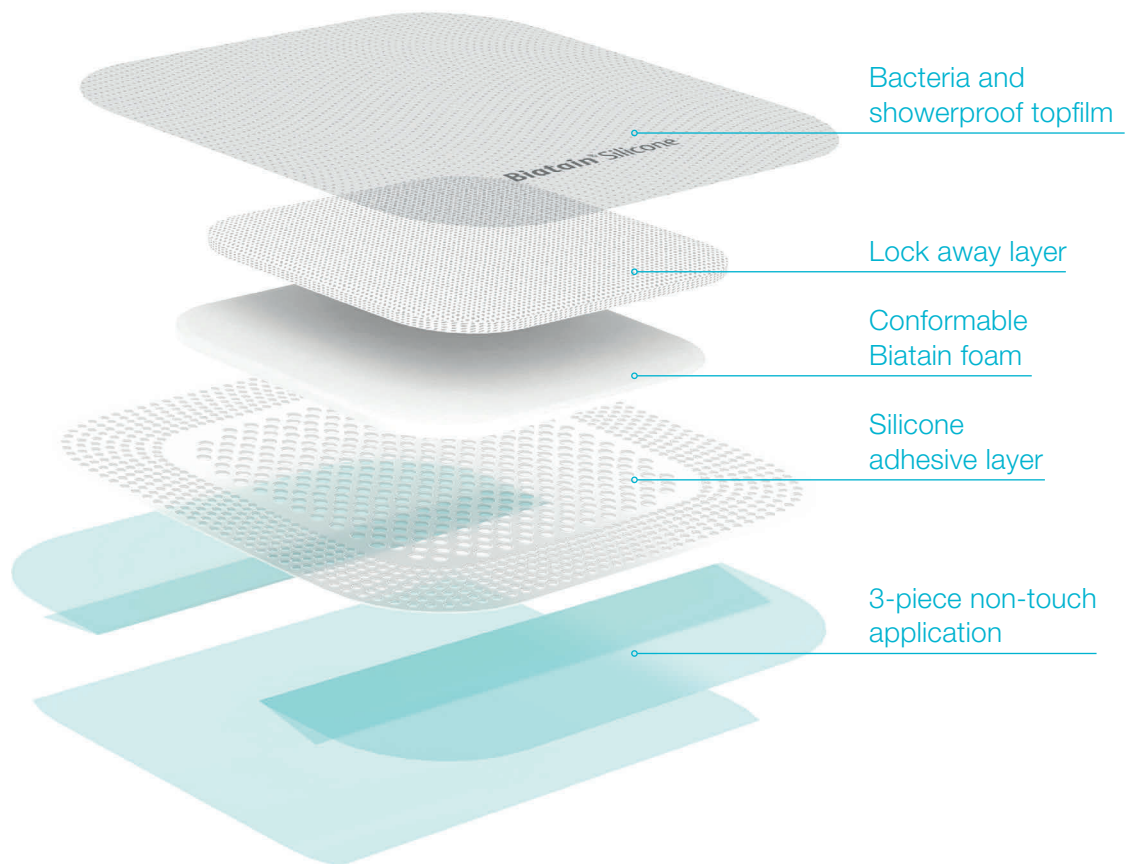 Bacteria and
showerproof topfilm
Biatain® Silicone
Lock away layer
Conformable
Biatain foam
Silicone
adhesive layer
3-piece non-touch
application